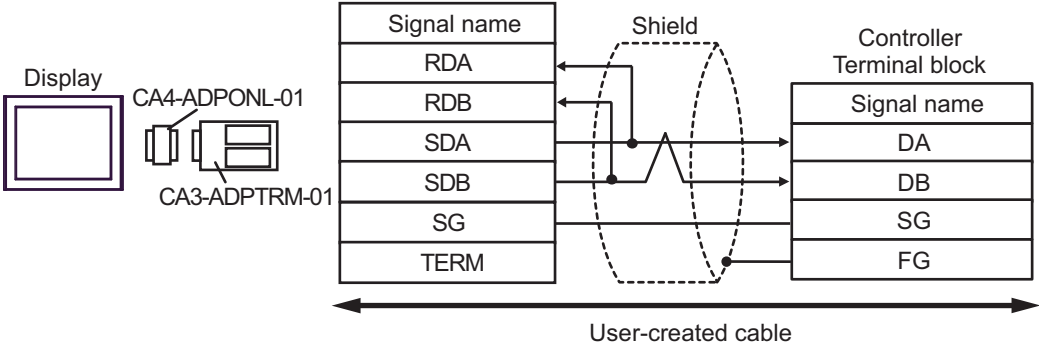 Display
CA4-ADPONL-01
CA3-ADPTRM-01
Signal name
RDA
RDB
SDA
SDB
SG
TERM
Shield
Controller
Terminal block
Signal name
DA
DB
SG
FG
User-created cable